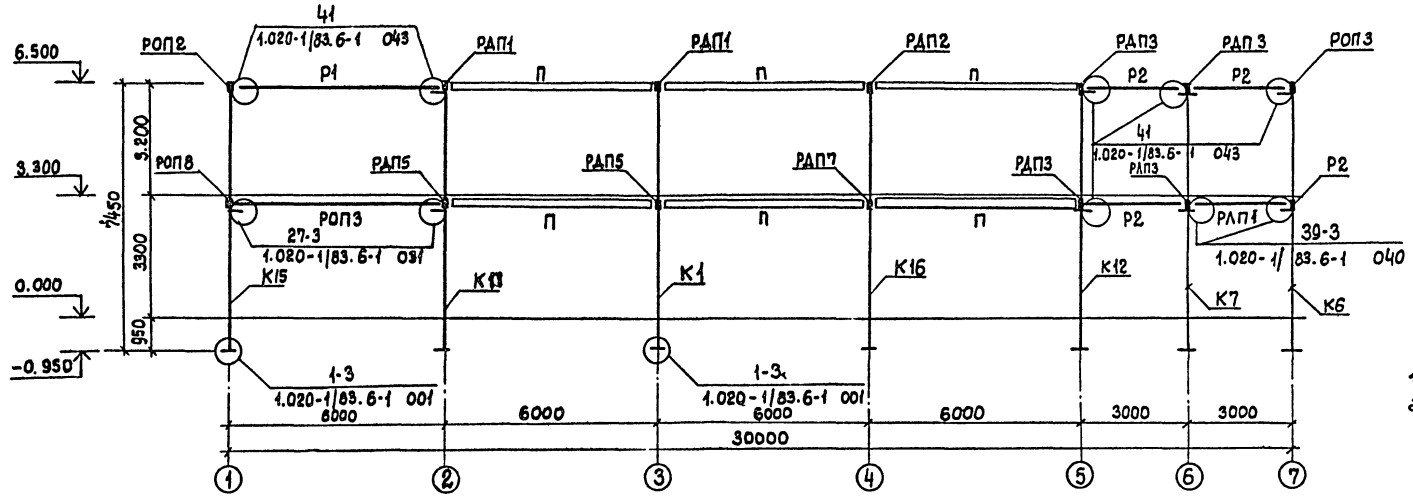 41
1.020-1/83.6-1 043
РОП2
РДП1
РДП1
РДП2
РДП3
РДП3
РОП3
6.500
Р1
П
П
П
Р2
Р2
3.200
41
1.020-1/83.6-1 043
3.300
РОП8
РДП5
РДП5
РДП7
РДП3
РЛП3
Р2
7450
РОП3
П
П
П
Р2
РЛП1
27-3
1.020-1/83.6-1 031
39-3
1.020-1/83.6-1 040
3300
К15
К1
К16
К12
К7
К6
0.000
950
-0.950
1-3
1.020-1/83.6-1 001
1-3
1.020-1/83.6-1 001
6000
6000
6000
6000
3000
3000
30000
1
2
3
4
5
6
7